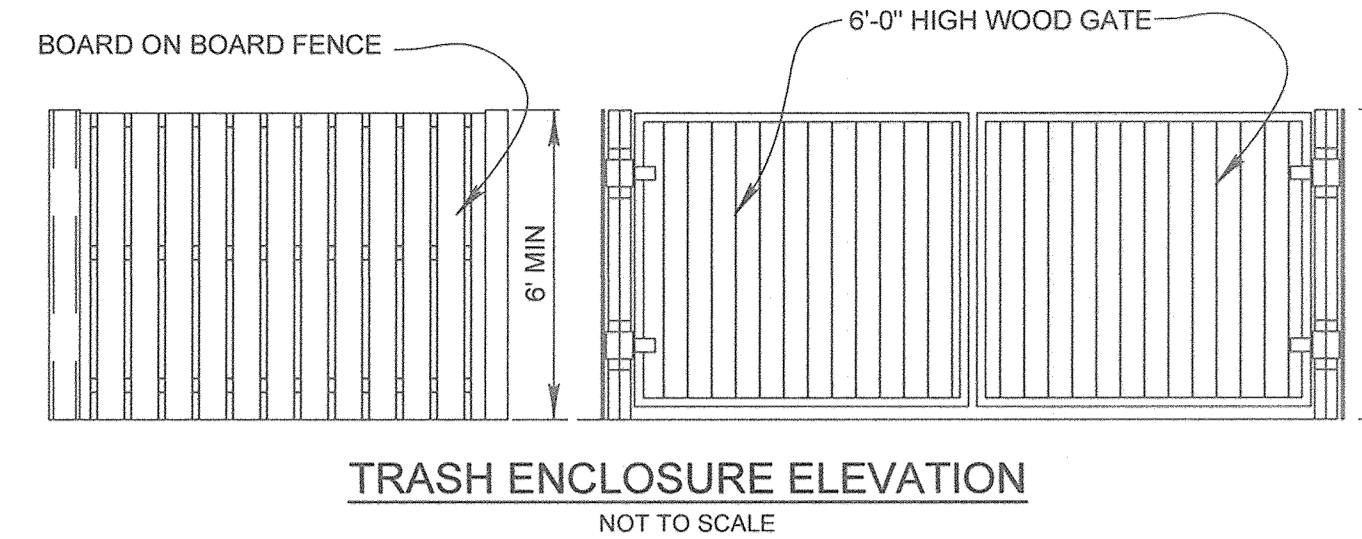 BOARD ON BOARD FENCE
6'-0" HIGH WOOD GATE
6' MIN
TRASH ENCLOSURE ELEVATION
NOT TO SCALE